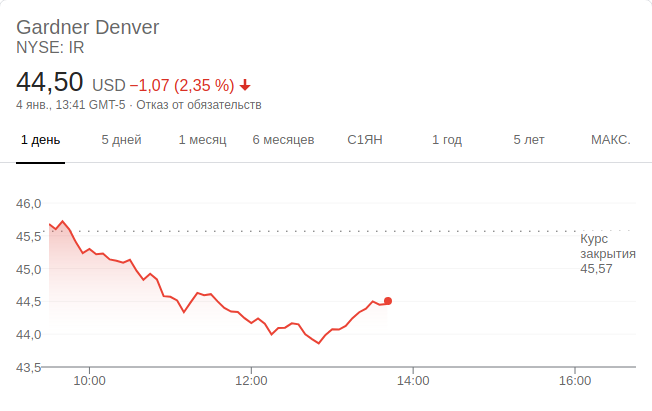 Gardner Denver
NYSE: IR
44,50 USD −1,07 (2,35 %)
4 янв., 13:41 GMT-5 · Отказ от обязательств
1 день 5 дней 1 месяц 6 месяцев С1ЯН 1 год 5 лет МАКС.
46,0
45,5
Курс
закрытия
45,57
45,0
44,5
44,0
43,5
10:00 12:00 14:00 16:00